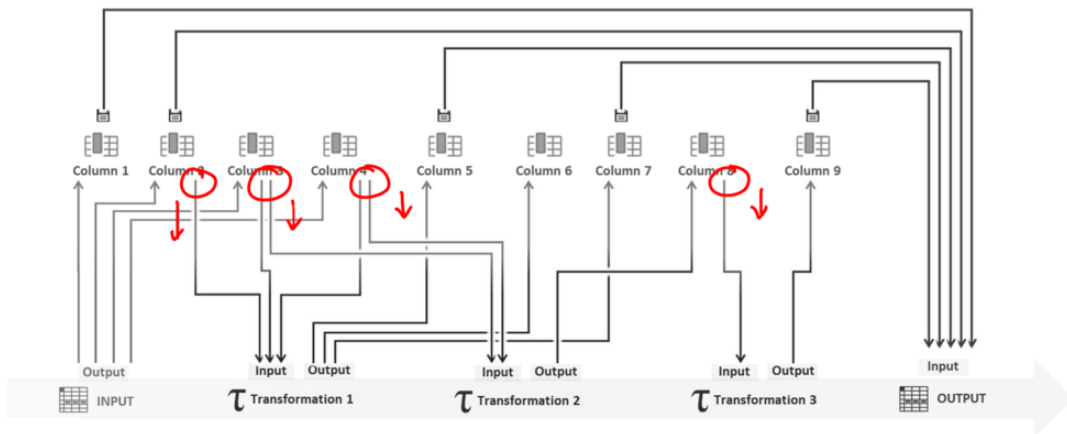 Column 1 Column 2 Column 3 Column 4 Column 5 Column 6 Column 7 Column 8 Column 9
Output Input Output Input Output Input Output Input
INPUT τ Transformation 1 τ Transformation 2 τ Transformation 3 OUTPUT